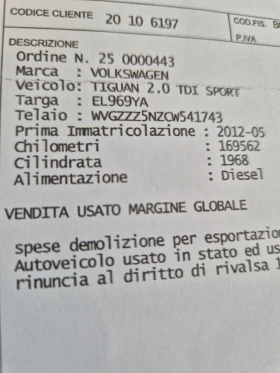 CODICE CLIENTE 20 10 6197
COD.FIS.
P.IVA
DESCRIZIONE
Ordine N. 25 0000443
Marca : VOLKSWAGEN
Veicolo: TIGUAN 2.0 TDI SPORT
Targa : EL969YA
Telaio : WVGZZZ5NZCW541743
Prima Immatricolazione : 2012-05
Chilometri : 169562
Cilindrata : 1968
Alimentazione : Diesel
VENDITA USATO MARGINE GLOBALE
spese demolizione per esportazio
Autoveicolo usato in stato ed us
rinuncia al diritto di rivalsa